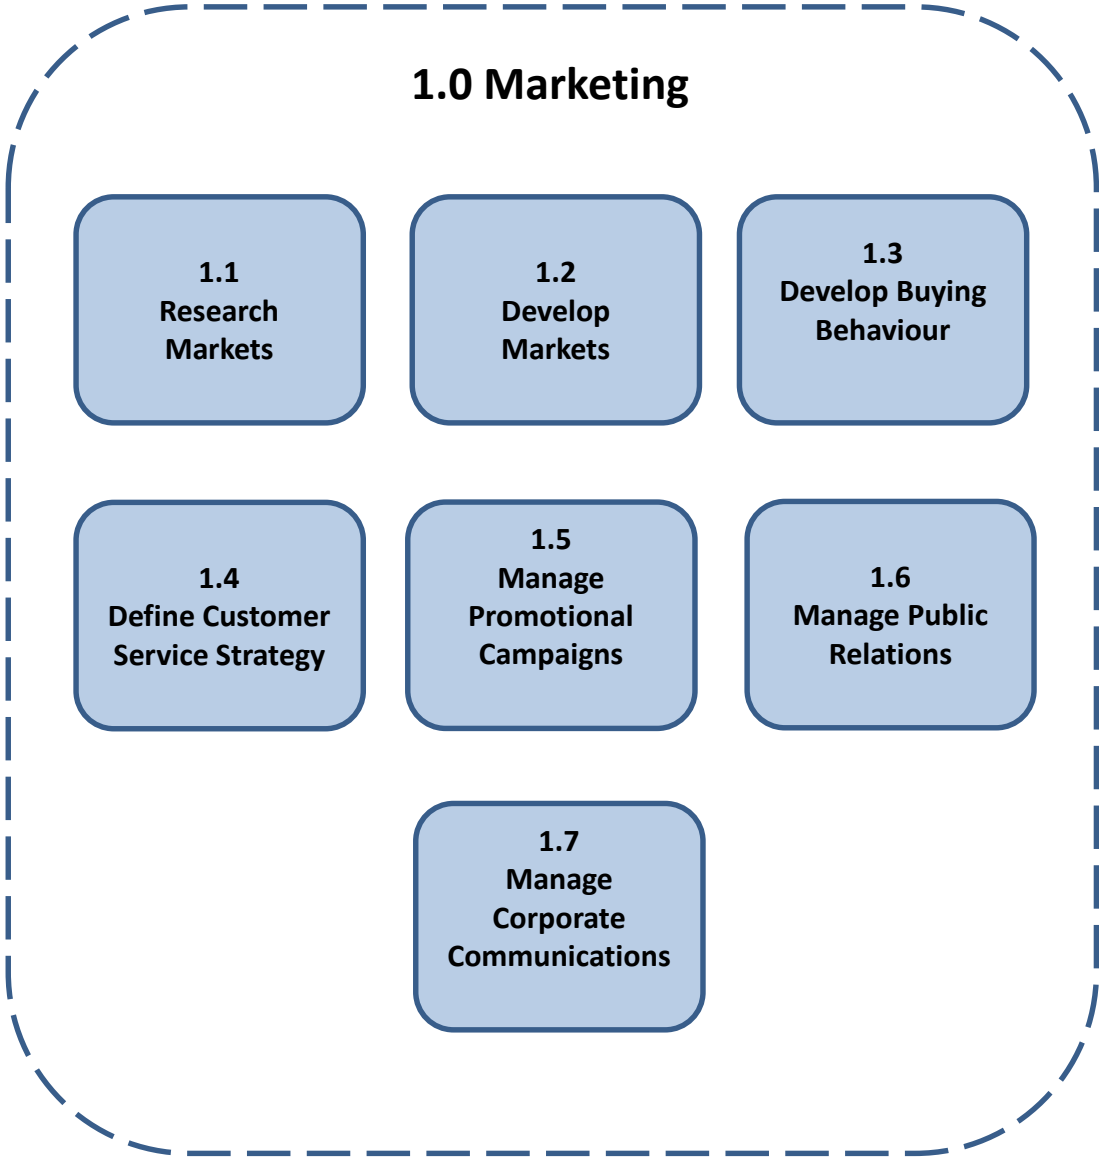 1.0 Marketing
1.1
Research
Markets
1.2
Develop
Markets
1.3
Develop Buying
Behaviour
1.4
Define Customer
Service Strategy
1.5
Manage
Promotional
Campaigns
1.6
Manage Public
Relations
1.7
Manage
Corporate
Communications